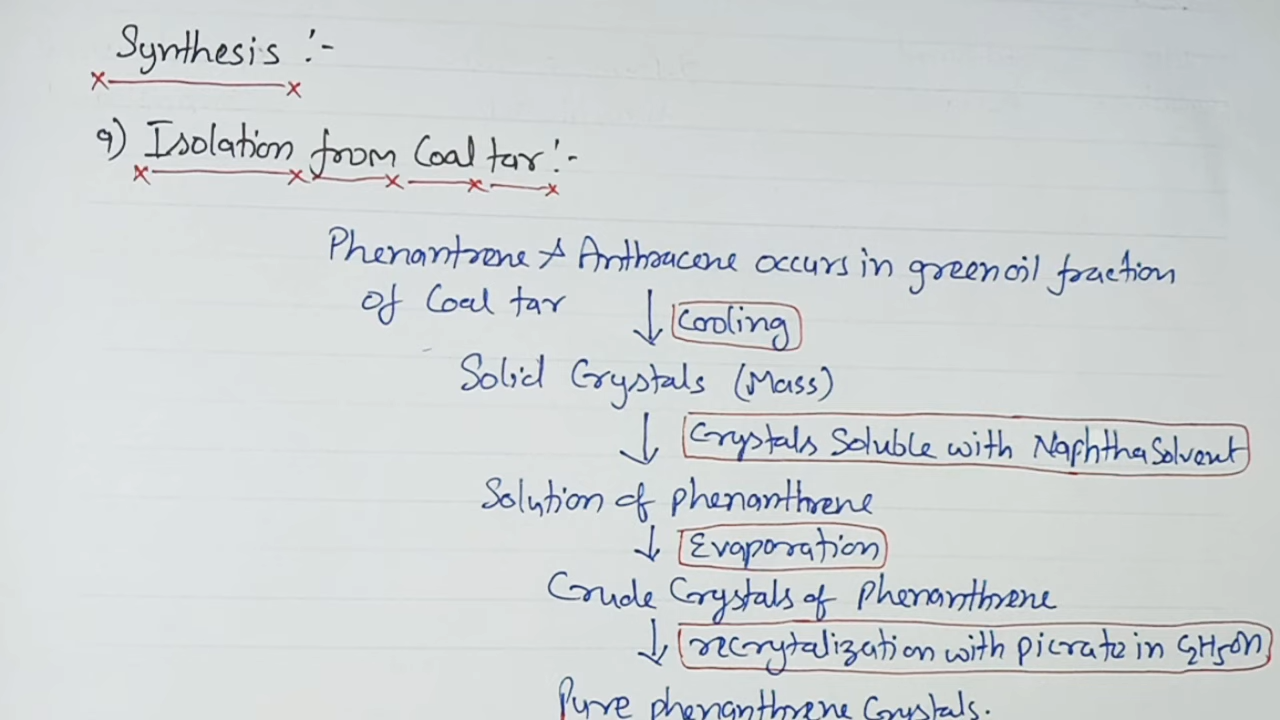 Synthesis :-
a) Isolation from Coal tar :-
Phenantrene & Anthracene occurs in green oil fraction
of Coal tar
Cooling
Solid Crystals (Mass)
Crystals Soluble with Naphtha Solvent
Solution of phenanthrene
Evaporation
Crude Crystals of Phenanthrene
recrytalization with picrate in C2H5OH
Pure phenanthrene Crystals.